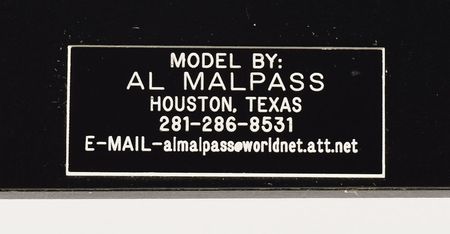 MODEL BY:
AL MALPASS
HOUSTON, TEXAS
281-286-8531
E-MAIL-almalpass@worldnet.att.net